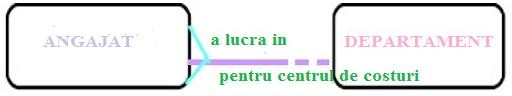 ANGAJAT
a lucra in
DEPARTAMENT
pentru centrul de costuri